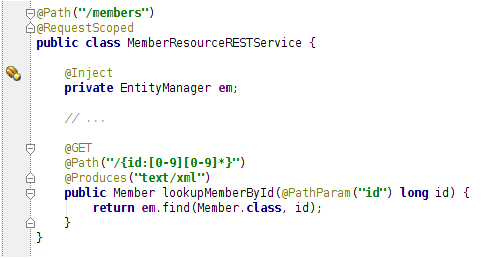 @Path("/members")
@RequestScoped
public class MemberResourceRESTService {
@Inject
private EntityManager em;
// ...
@GET
@Path("/{id:[0-9][0-9]*}")
@Produces("text/xml")
public Member lookupMemberById(@PathParam("id") long id) {
return em.find(Member.class, id);
}
}